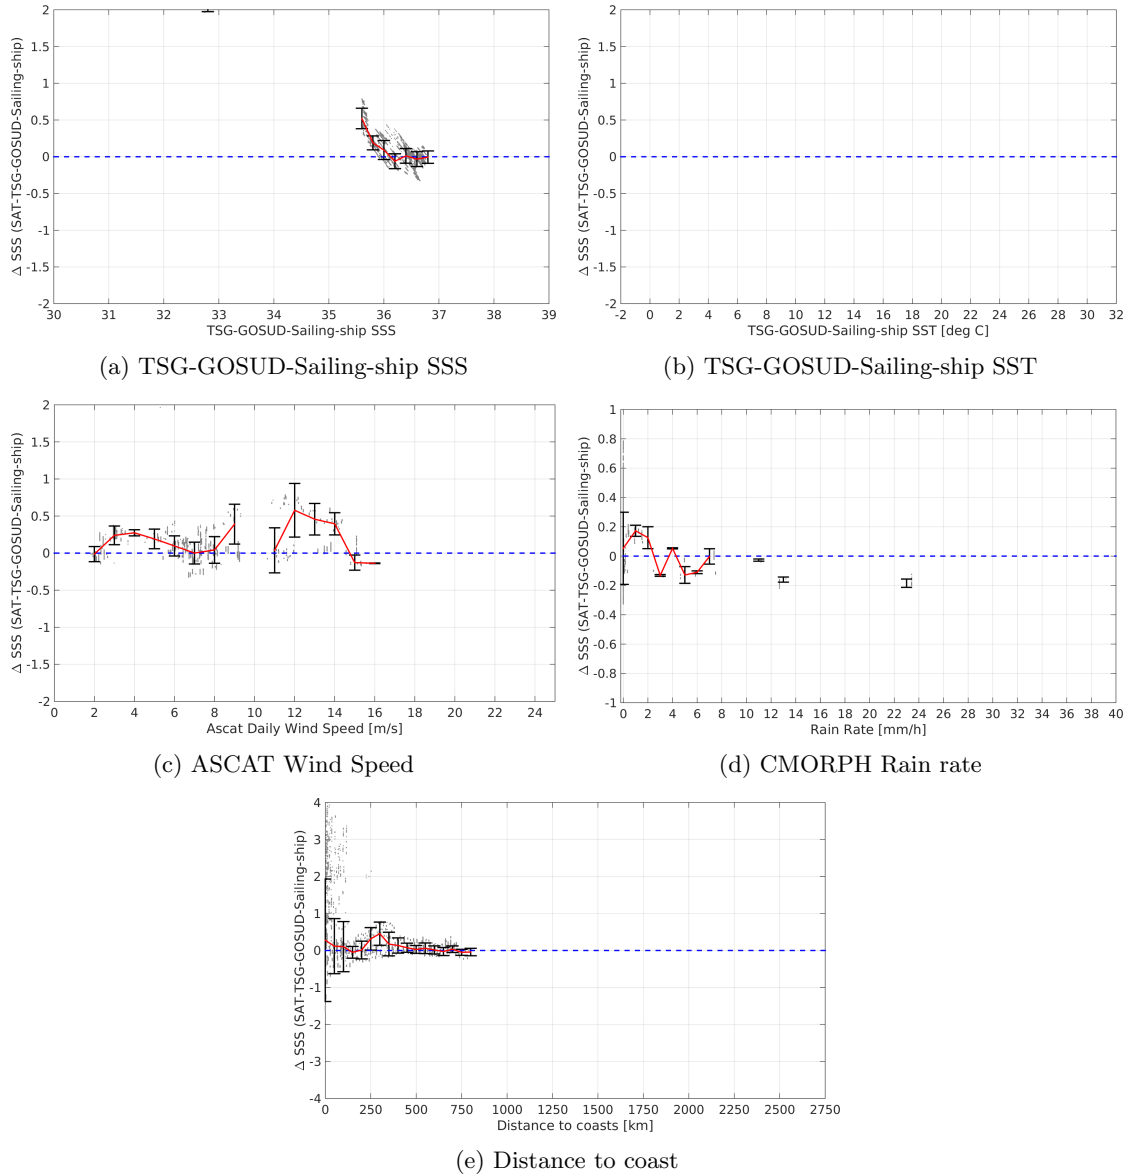 2
1.5
1
0.5
0
-0.5
-1
-1.5
-2
Δ SSS (SAT-TSG-GOSUD-Sailing-ship)
30 31 32 33 34 35 36 37 38 39
TSG-GOSUD-Sailing-ship SSS
(a) TSG-GOSUD-Sailing-ship SSS
2
1.5
1
0.5
0
-0.5
-1
-1.5
-2
Δ SSS (SAT-TSG-GOSUD-Sailing-ship)
-2 0 2 4 6 8 10 12 14 16 18 20 22 24 26 28 30 32
TSG-GOSUD-Sailing-ship SST [deg C]
(b) TSG-GOSUD-Sailing-ship SST
2
1.5
1
0.5
0
-0.5
-1
-1.5
-2
Δ SSS (SAT-TSG-GOSUD-Sailing-ship)
0 2 4 6 8 10 12 14 16 18 20 22 24
Ascat Daily Wind Speed [m/s]
(c) ASCAT Wind Speed
1
0.8
0.6
0.4
0.2
0
-0.2
-0.4
-0.6
-0.8
-1
Δ SSS (SAT-TSG-GOSUD-Sailing-ship)
0 2 4 6 8 10 12 14 16 18 20 22 24 26 28 30 32 34 36 38 40
Rain Rate [mm/h]
(d) CMORPH Rain rate
4
3
2
1
0
-1
-2
-3
-4
Δ SSS (SAT-TSG-GOSUD-Sailing-ship)
0 250 500 750 1000 1250 1500 1750 2000 2250 2500 2750
Distance to coasts [km]
(e) Distance to coast